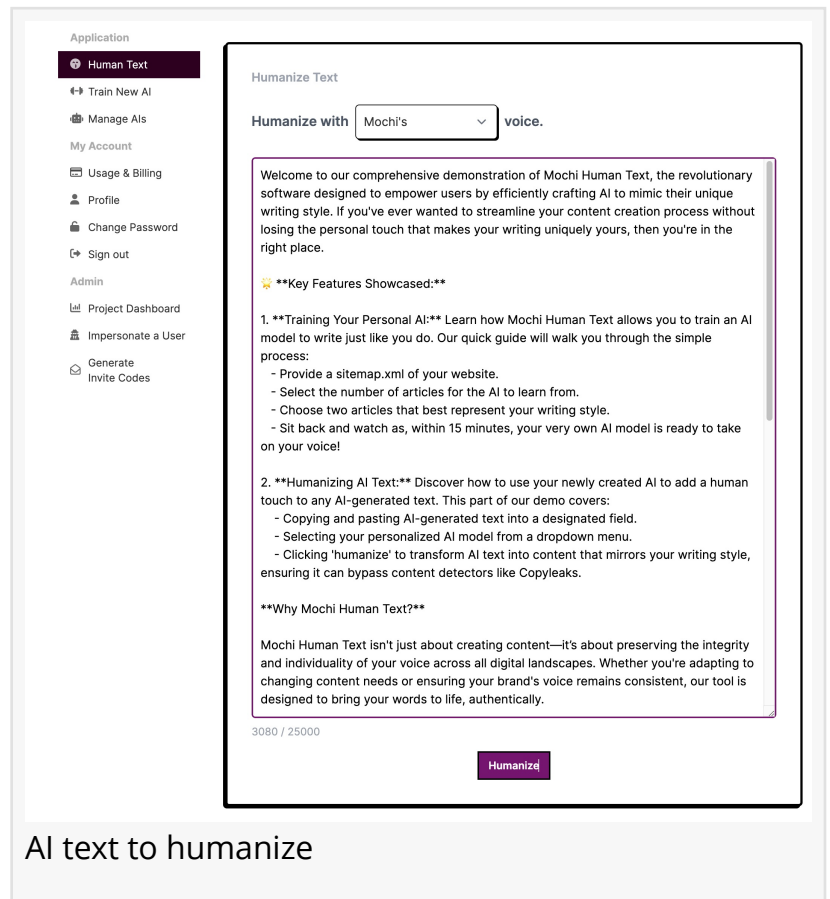 Application
Human Text
Train New AI
Manage AIs
My Account
Usage & Billing
Profile
Change Password
Sign out
Admin
Project Dashboard
Impersonate a User
Generate
Invite Codes
Humanize Text
Humanize with Mochi's voice.
Welcome to our comprehensive demonstration of Mochi Human Text, the revolutionary
software designed to empower users by efficiently crafting AI to mimic their unique
writing style. If you've ever wanted to streamline your content creation process without
losing the personal touch that makes your writing uniquely yours, then you're in the
right place.
🌟 **Key Features Showcased:**
1. **Training Your Personal AI:** Learn how Mochi Human Text allows you to train an AI
model to write just like you do. Our quick guide will walk you through the simple
process:
- Provide a sitemap.xml of your website.
- Select the number of articles for the AI to learn from.
- Choose two articles that best represent your writing style.
- Sit back and watch as, within 15 minutes, your very own AI model is ready to take
on your voice!
2. **Humanizing AI Text:** Discover how to use your newly created AI to add a human
touch to any AI-generated text. This part of our demo covers:
- Copying and pasting AI-generated text into a designated field.
- Selecting your personalized AI model from a dropdown menu.
- Clicking 'humanize' to transform AI text into content that mirrors your writing style,
ensuring it can bypass content detectors like Copyleaks.
**Why Mochi Human Text?**
Mochi Human Text isn't just about creating content—it's about preserving the integrity
and individuality of your voice across all digital landscapes. Whether you're adapting to
changing content needs or ensuring your brand's voice remains consistent, our tool is
designed to bring your words to life, authentically.
3080 / 25000
Humanize
AI text to humanize